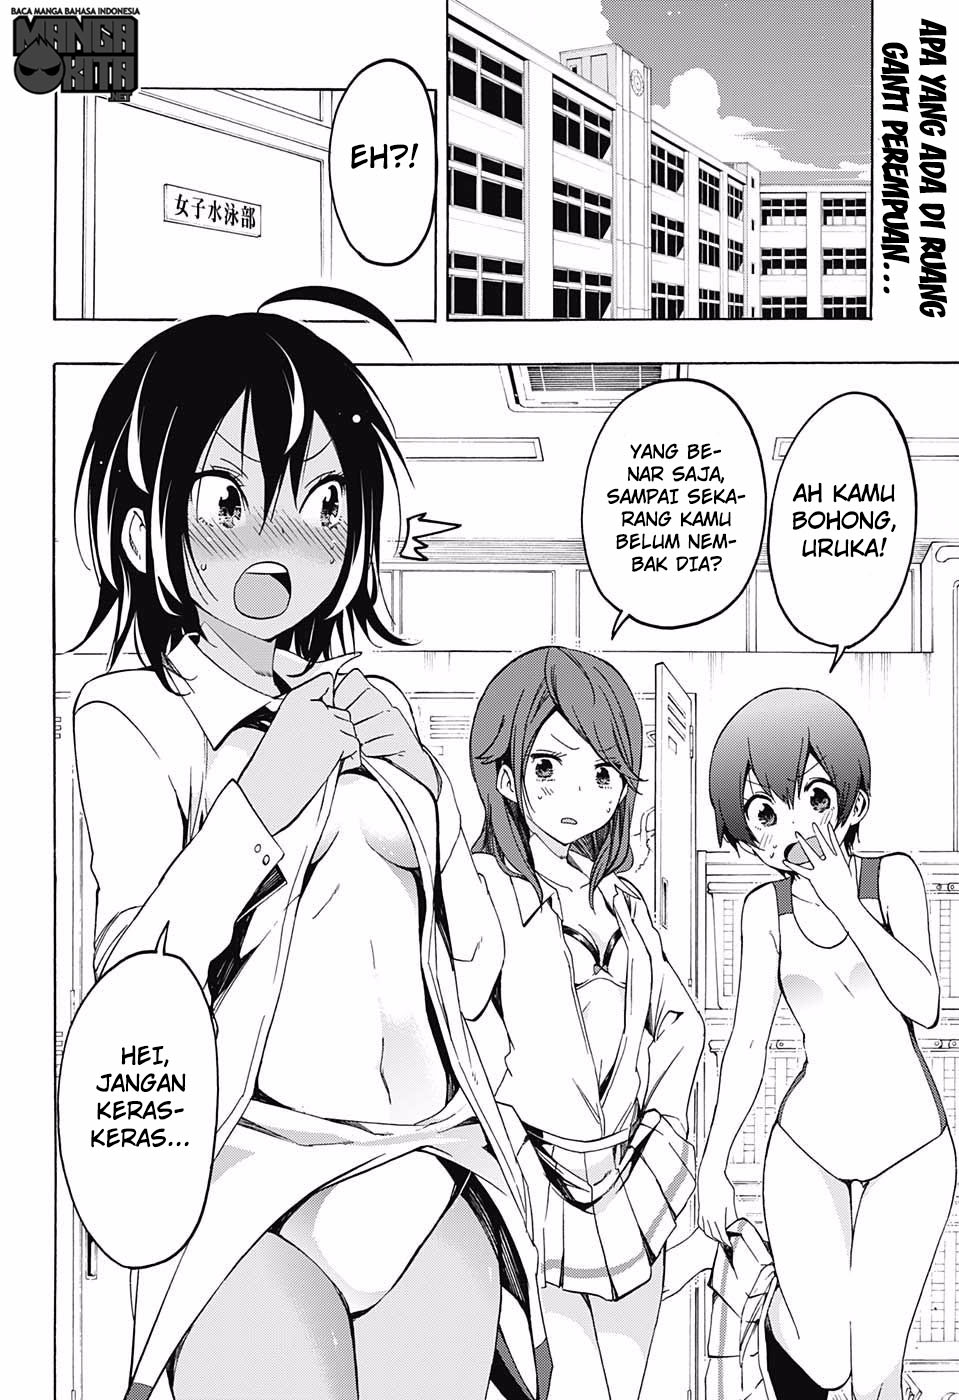 BACA MANGA BAHASA INDONESIA
MANGA
KITA
.NET
APA YANG ADA DI RUANG
GANTI PEREMPUAN...
EH?!
女子水泳部
AH KAMU
BOHONG,
URUKA!
YANG BE-
NAR SAJA,
SAMPAI SEKA-
RANG KAMU
BELUM NEM-
BAK DIA?
HEI,
JANGAN
KERAS-
KERAS...